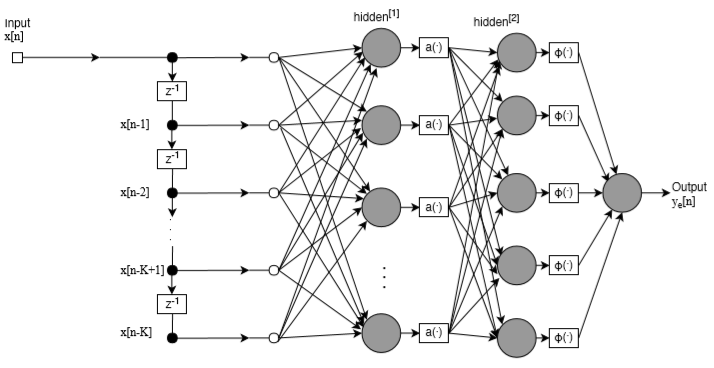 Input
x[n]
hidden[1]
hidden[2]
a(·)
ϕ(·)
z-1
x[n-1]
a(·)
ϕ(·)
z-1
x[n-2]
a(·)
ϕ(·)
Output
ye[n]
x[n-K+1]
ϕ(·)
z-1
x[n-K]
a(·)
ϕ(·)